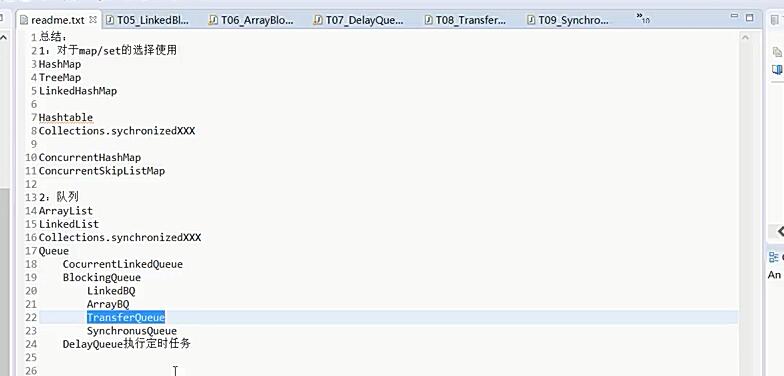 readme.txt T05_LinkedBl... T06_ArrayBlo... T07_DelayQue... T08_Transfer... T09_Synchro... »10
1 总结：
2 1：对于map/set的选择使用
3 HashMap
4 TreeMap
5 LinkedHashMap
6
7 Hashtable
8 Collections.sychronizedXXX
9
10 ConcurrentHashMap
11 ConcurrentSkipListMap
12
13 2：队列
14 ArrayList
15 LinkedList
16 Collections.synchronizedXXX
17 Queue
18 CocurrentLinkedQueue
19 BlockingQueue
20 LinkedBQ
21 ArrayBQ
22 TransferQueue
23 SynchronusQueue
24 DelayQueue执行定时任务
25
26
An